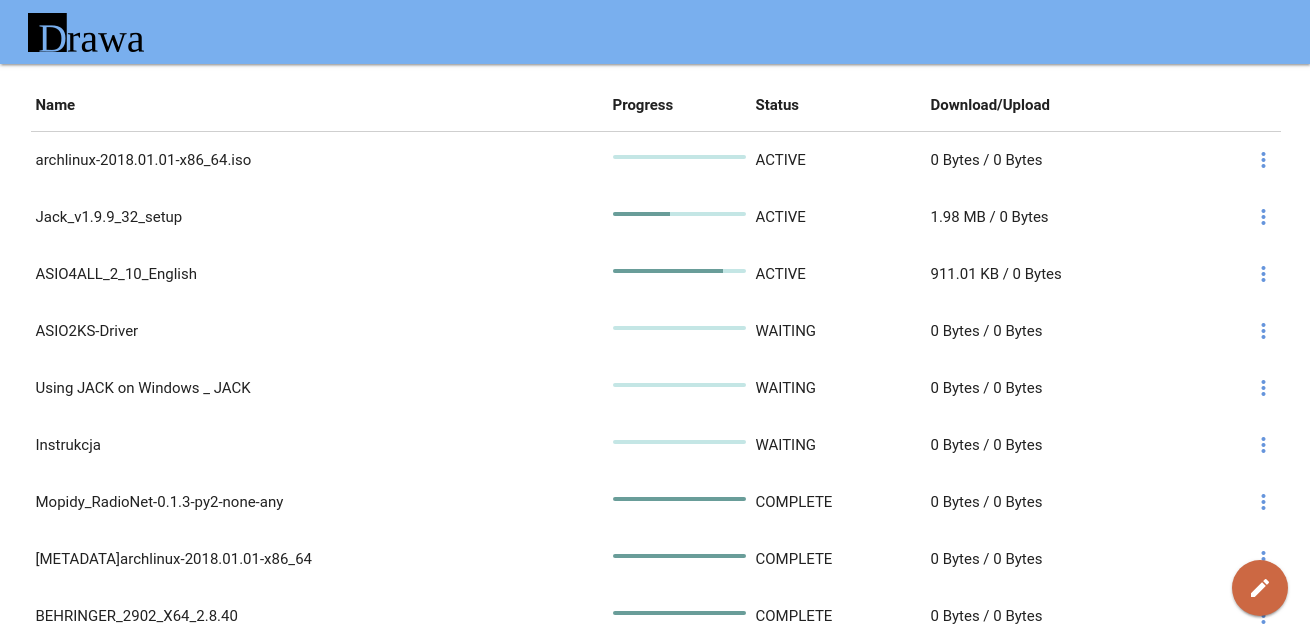 Drawa
Name Progress Status Download/Upload
archlinux-2018.01.01-x86_64.iso ACTIVE 0 Bytes / 0 Bytes
Jack_v1.9.9_32_setup ACTIVE 1.98 MB / 0 Bytes
ASIO4ALL_2_10_English ACTIVE 911.01 KB / 0 Bytes
ASIO2KS-Driver WAITING 0 Bytes / 0 Bytes
Using JACK on Windows _ JACK WAITING 0 Bytes / 0 Bytes
Instrukcja WAITING 0 Bytes / 0 Bytes
Mopidy_RadioNet-0.1.3-py2-none-any COMPLETE 0 Bytes / 0 Bytes
[METADATA]archlinux-2018.01.01-x86_64 COMPLETE 0 Bytes / 0 Bytes
BEHRINGER_2902_X64_2.8.40 COMPLETE 0 Bytes / 0 Bytes